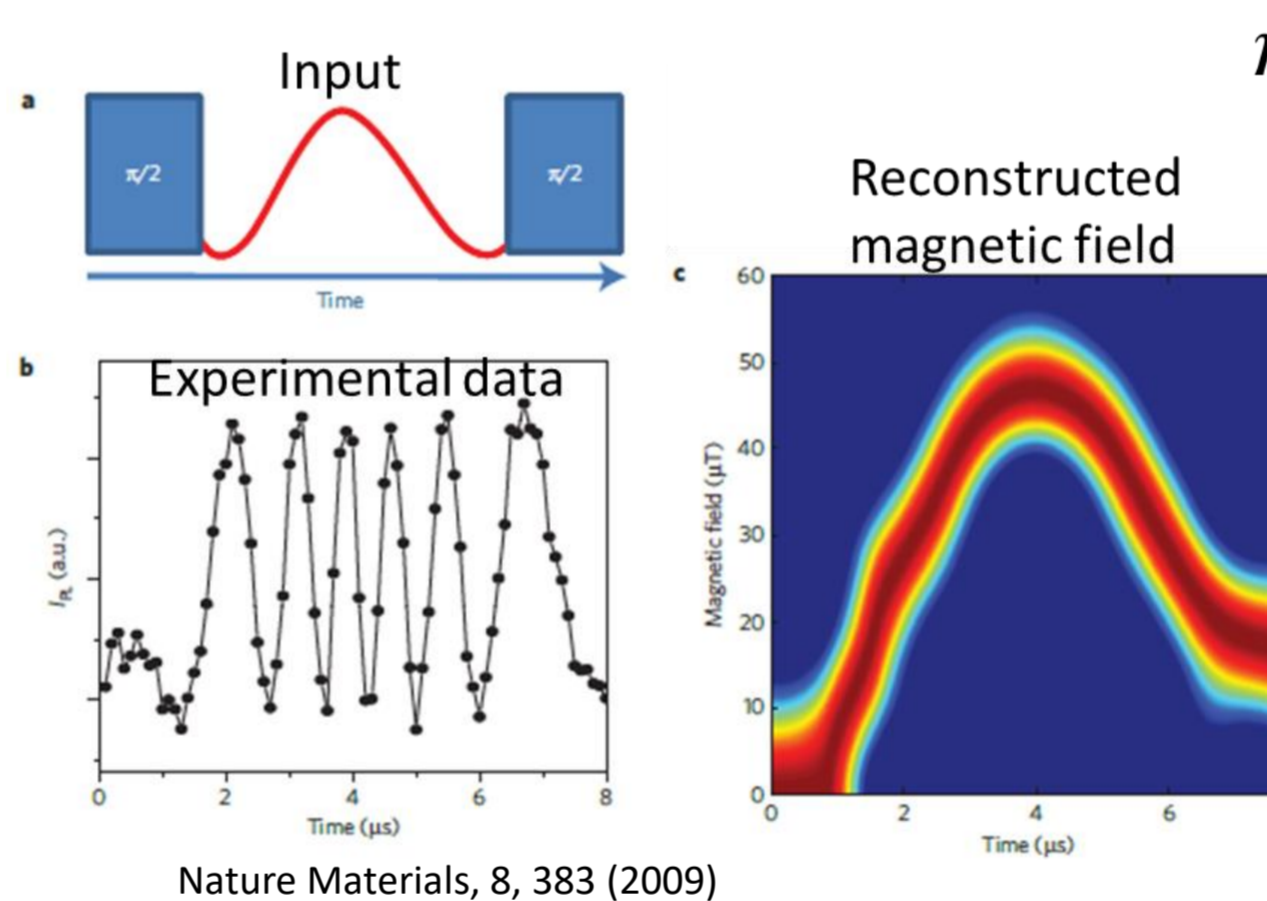 a
Input
π/2
π/2
Time
b
Experimental data
I_PL (a.u.)
0 2 4 6 8
Time (μs)
Reconstructed
magnetic field
c
60
50
40
30
20
10
0
Magnetic field (μT)
0 2 4 6
Time (μs)
Nature Materials, 8, 383 (2009)